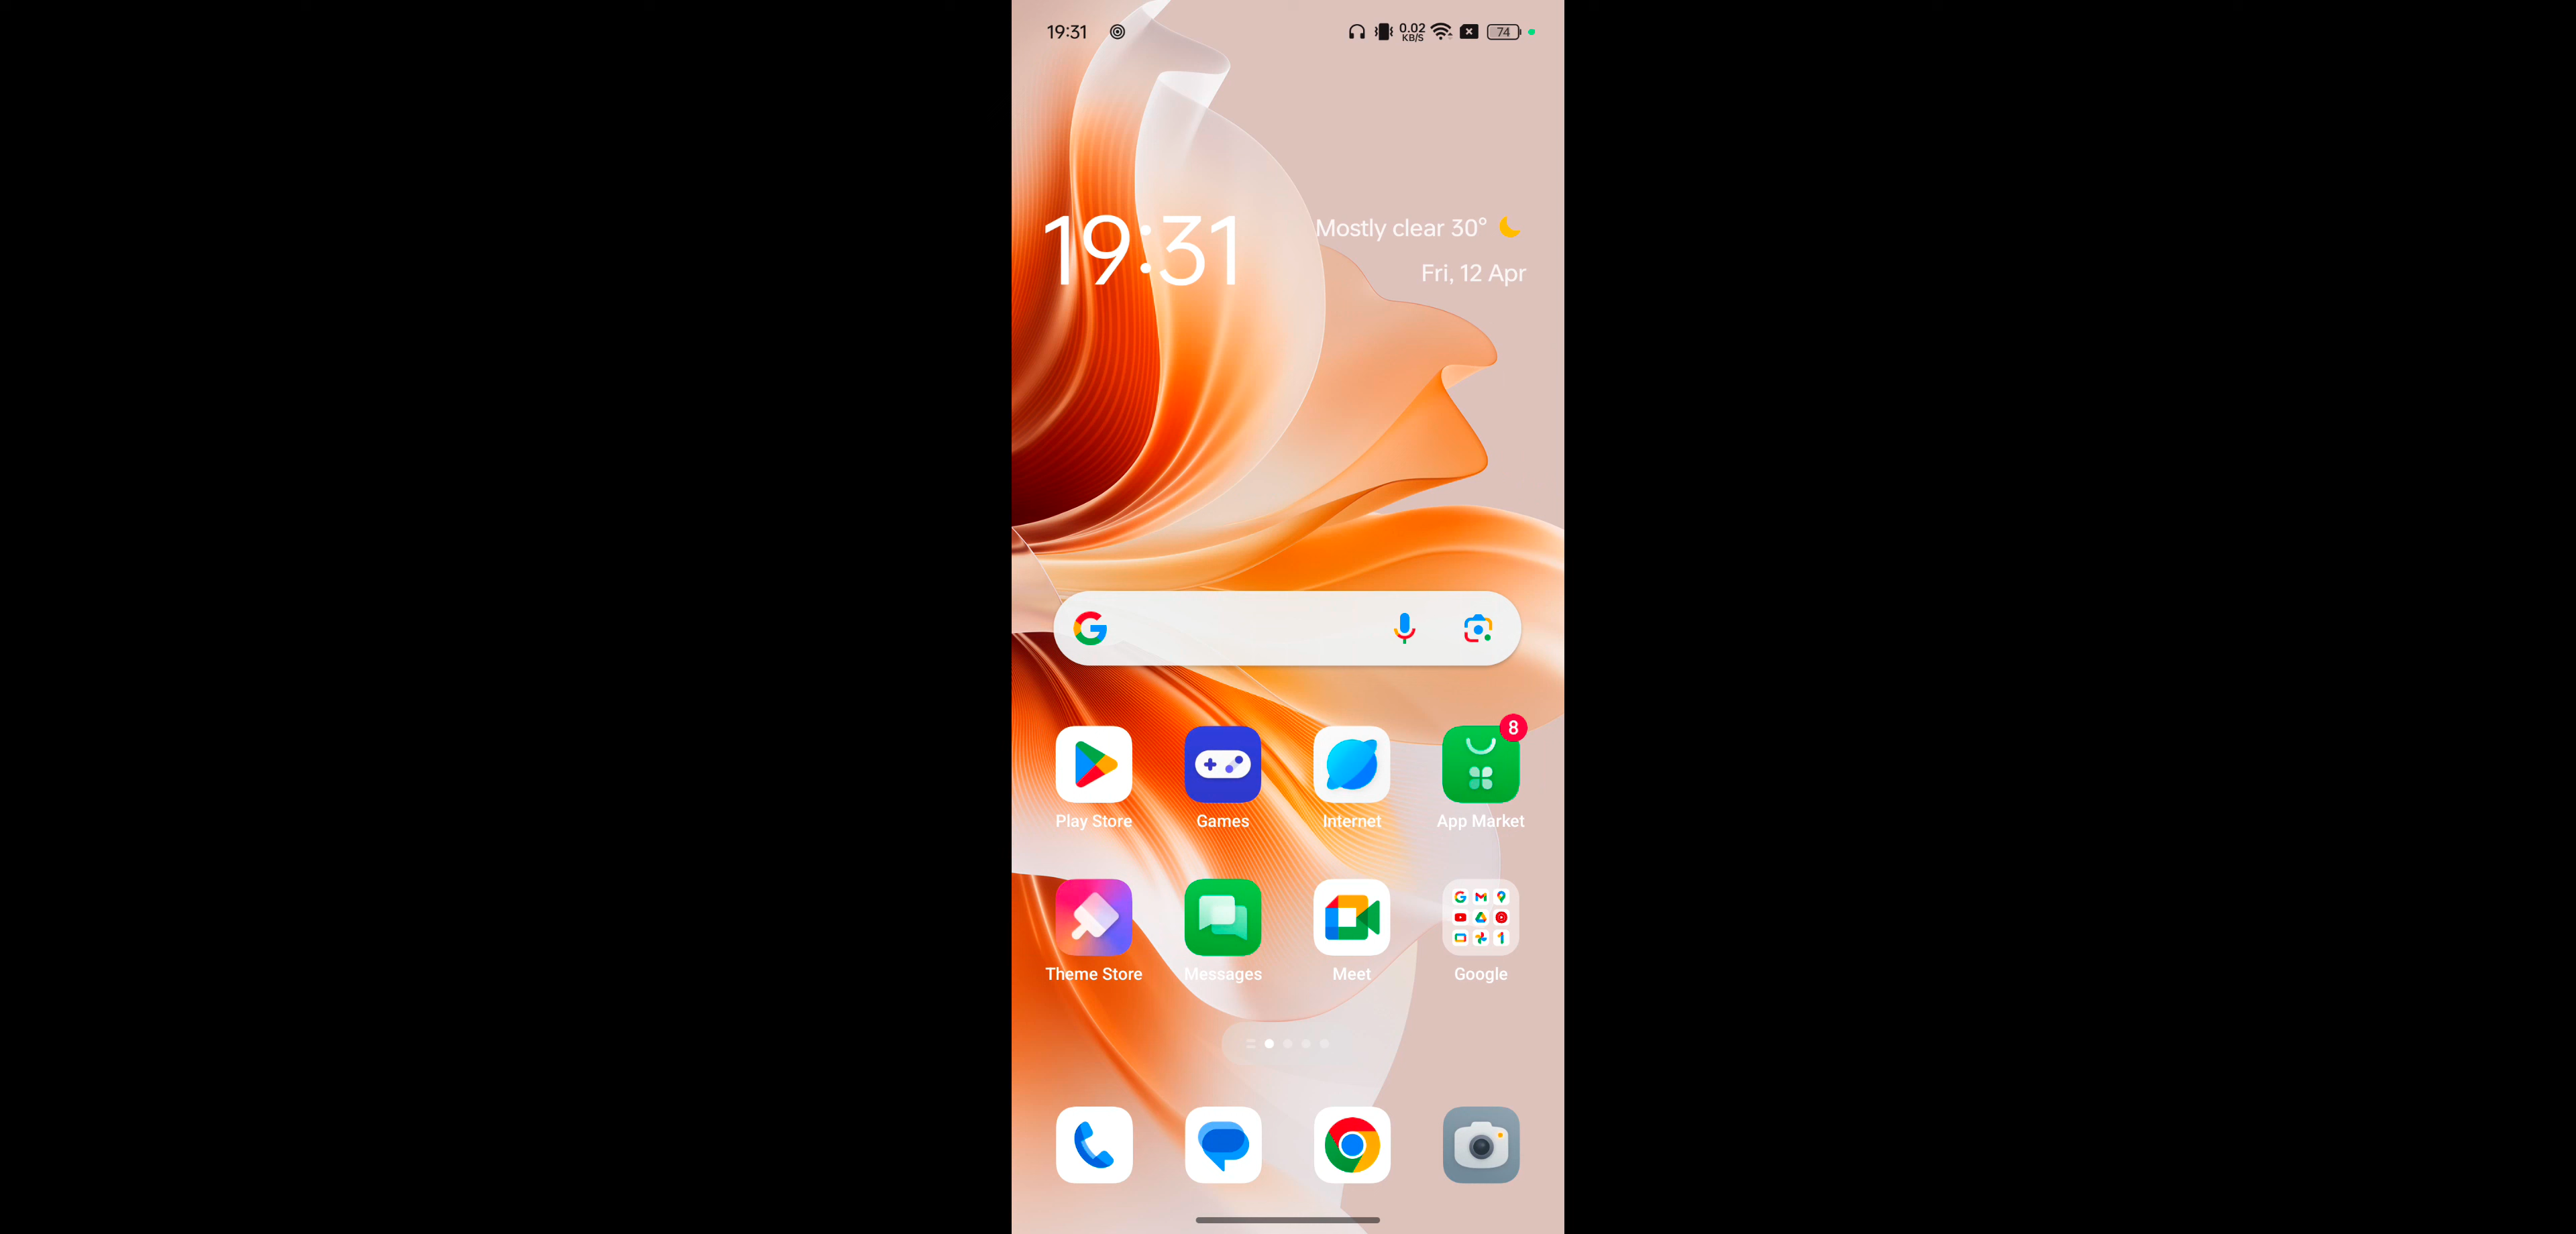 19:31
0.02
KB/S
74
19:31
Mostly clear 30°
Fri, 12 Apr
8
Play Store
Games
Internet
App Market
Theme Store
Messages
Meet
Google